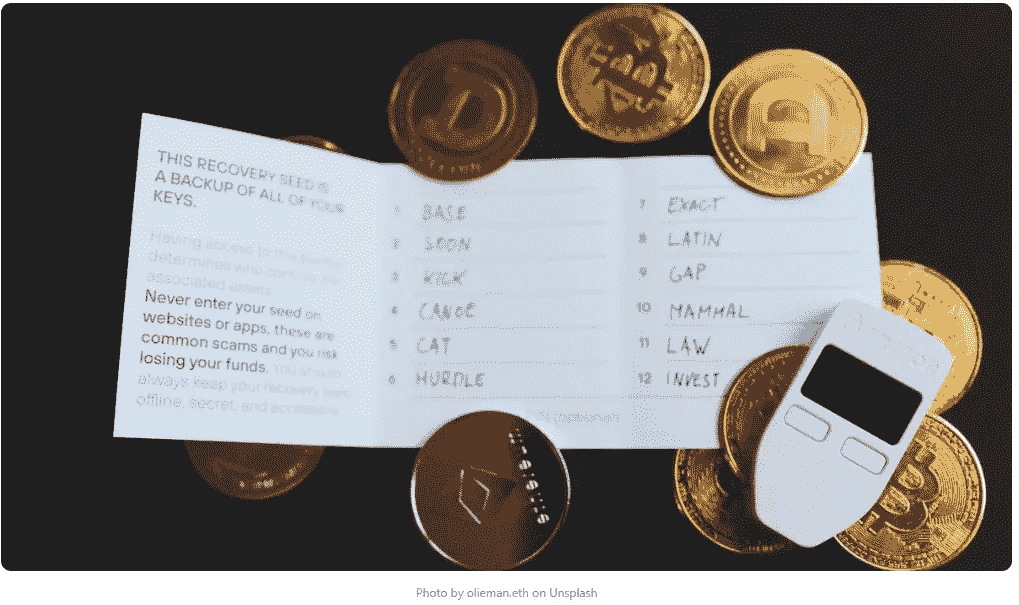 THIS RECOVERY SEED IS
A BACKUP OF ALL OF YOUR
KEYS.
Having access to this
determines who
associated assets.
Never enter your seed on
websites or apps, these are
common scams and you risk
losing your funds. You should
always keep your recovery seed
offline, secret, and accessible.
1 BASE
2 SOON
3 KICK
4 CANOE
5 CAT
6 HURDLE
7 EXACT
8 LATIN
9 GAP
10 MAMMAL
11 LAW
12 INVEST
(optional)
Photo by olieman.eth on Unsplash